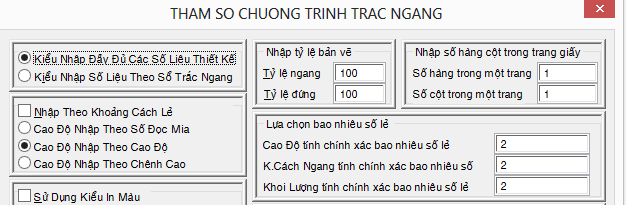 THAM SO CHUONG TRINH TRAC NGANG
Kiểu Nhập Đầy Đủ Các Số Liệu Thiết Kế
Kiểu Nhập Số Liệu Theo Sổ Trắc Ngang
Nhập Theo Khoảng Cách Lẻ
Cao Độ Nhập Theo Số Đọc Mia
Cao Độ Nhập Theo Cao Độ
Cao Độ Nhập Theo Chênh Cao
Sử Dụng Kiểu In Màu
Nhập tỷ lệ bản vẽ
Tỷ lệ ngang 100
Tỷ lệ đứng 100
Nhập số hàng cột trong trang giấy
Số hàng trong một trang 1
Số cột trong một trang 1
Lựa chọn bao nhiêu số lẻ
Cao Độ tính chính xác bao nhiêu số lẻ 2
K.Cách Ngang tính chính xác bao nhiêu số 2
Khoi Lượng tính chính xác bao nhiêu số lẻ 2